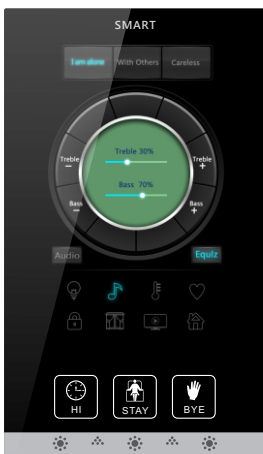 SMART
I am alone With Others Careless
Treble 30%
Treble - Treble +
Bass 70%
Bass - Bass +
Audio Equlz
HI STAY BYE